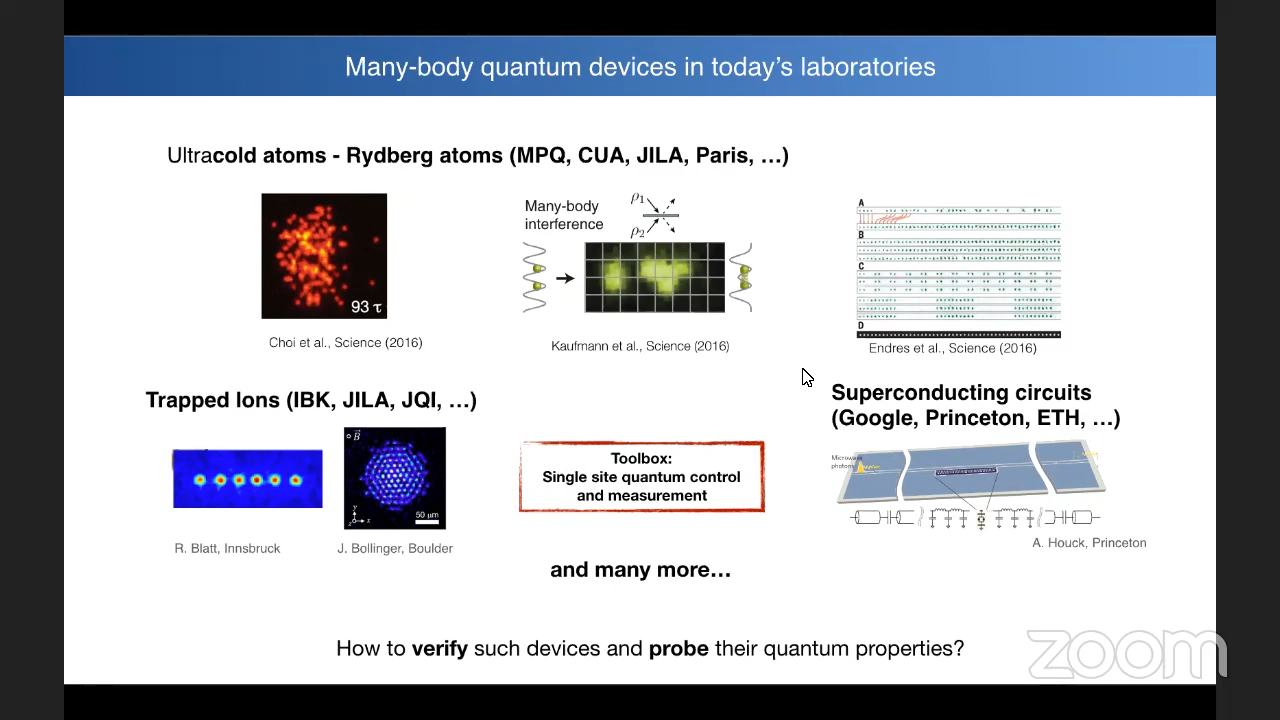 Many-body quantum devices in today's laboratories
Ultracold atoms - Rydberg atoms (MPQ, CUA, JILA, Paris, …)
93 τ
Choi et al., Science (2016)
Many-body
interference
ρ1
ρ2
Kaufmann et al., Science (2016)
A
B
C
D
Endres et al., Science (2016)
Trapped Ions (IBK, JILA, JQI, …)
B
y
z
x
50 μm
R. Blatt, Innsbruck
J. Bollinger, Boulder
Toolbox:
Single site quantum control
and measurement
Superconducting circuits
(Google, Princeton, ETH, …)
Microwave
photons
A. Houck, Princeton
and many more…
How to verify such devices and probe their quantum properties?
zoom